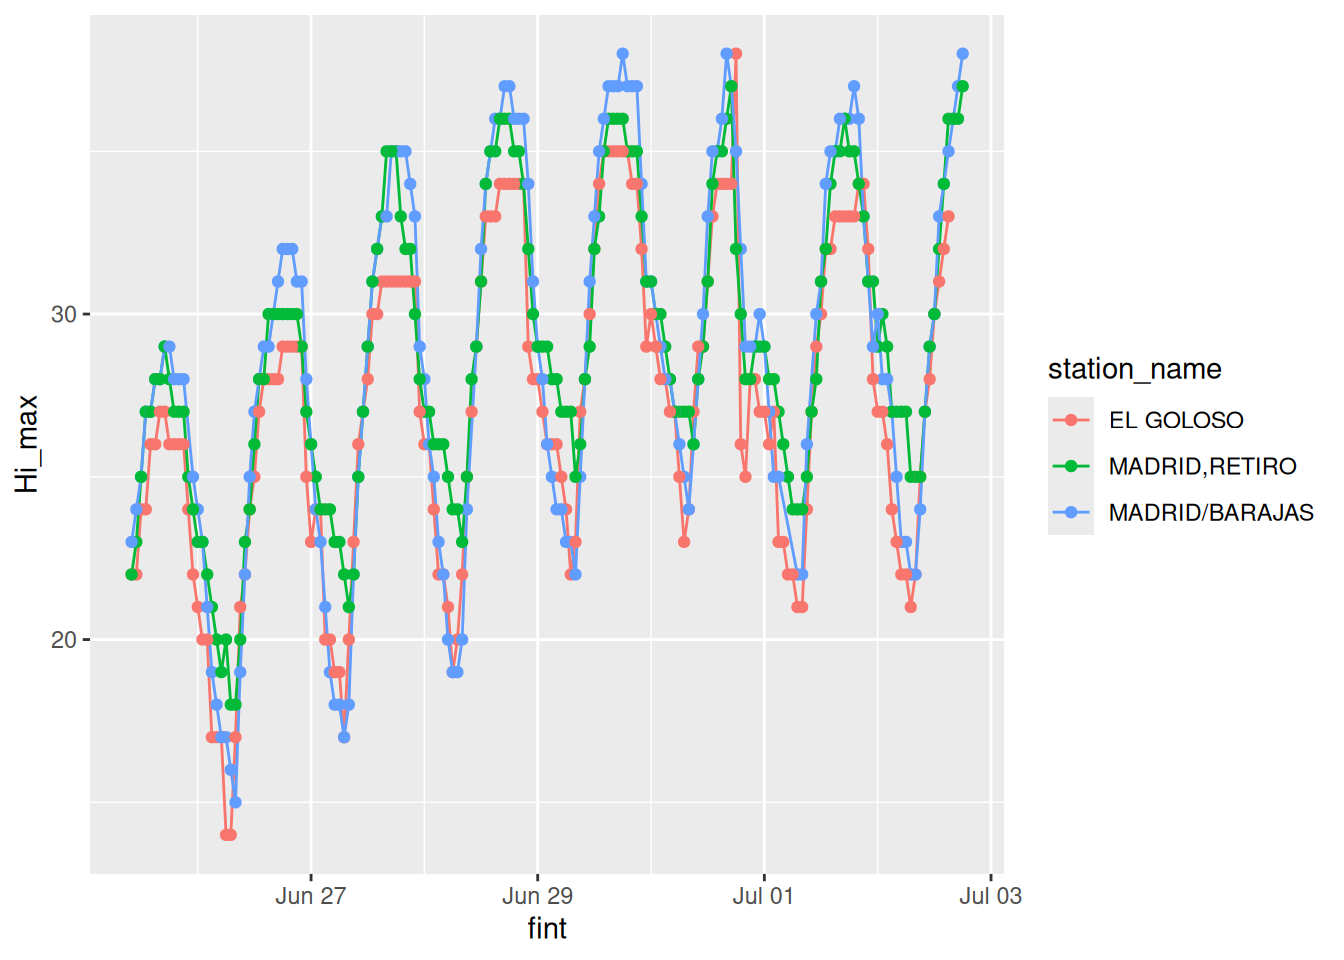 Hi_max
30
20
Jun 27
Jun 29
Jul 01
Jul 03
fint
station_name
EL GOLOSO
MADRID,RETIRO
MADRID/BARAJAS